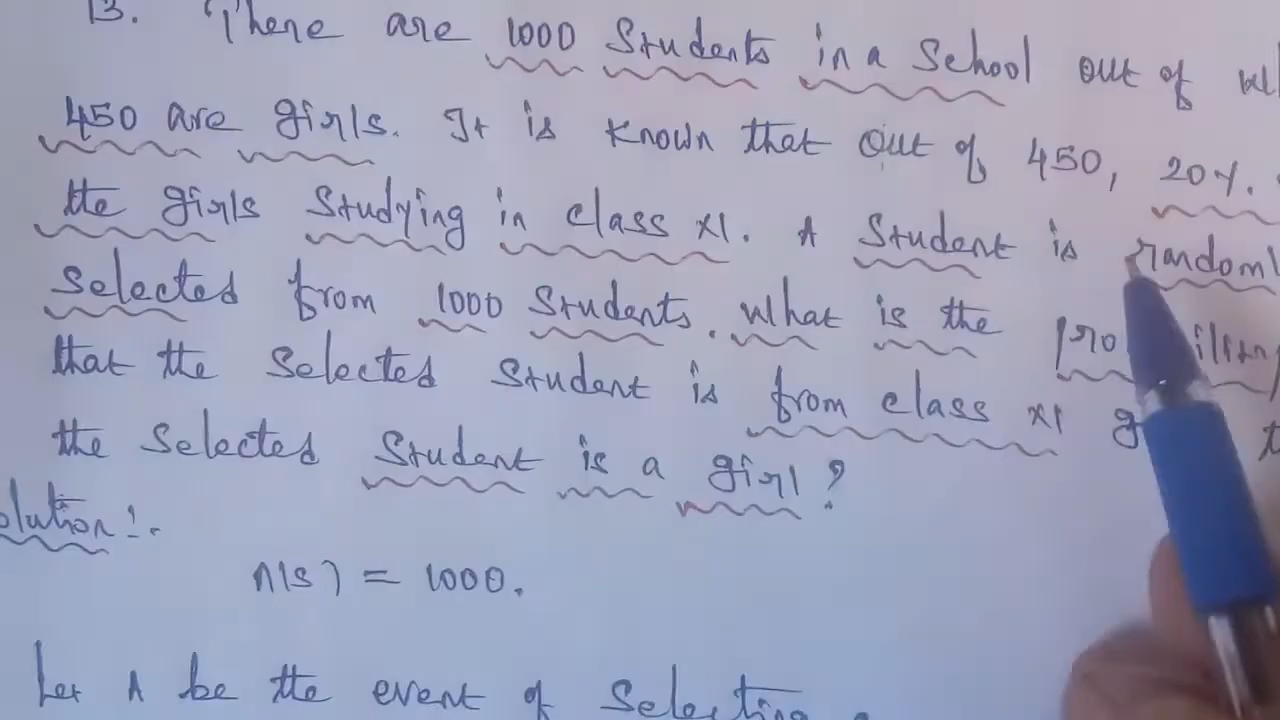 13. There are 1000 Students in a School out of
450 are girls. It is known that out of 450, 20%.
the girls studying in class XI. A Student is
selected from 1000 Students. What is the
that the selected Student is from class XI
the selected Student is a girl?
n(S) = 1000.
Let A be the event of Selecting